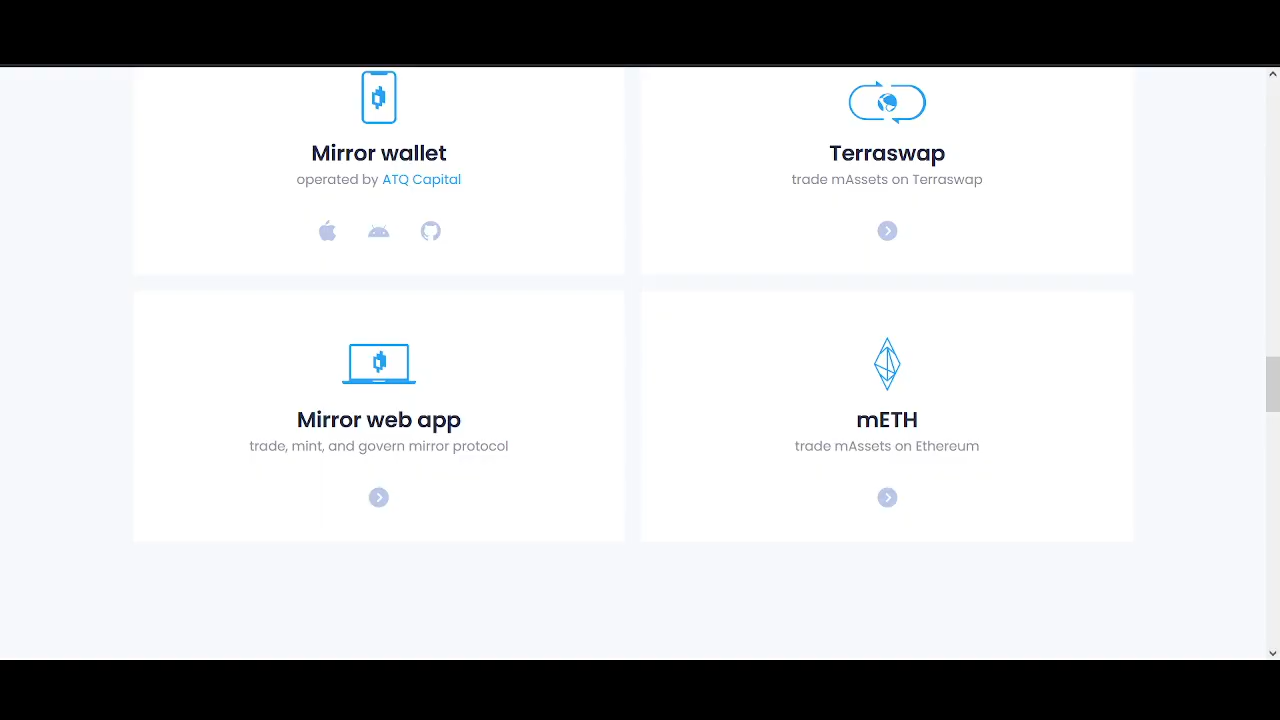 Mirror wallet
operated by ATQ Capital
Terraswap
trade mAssets on Terraswap
Mirror web app
trade, mint, and govern mirror protocol
mETH
trade mAssets on Ethereum